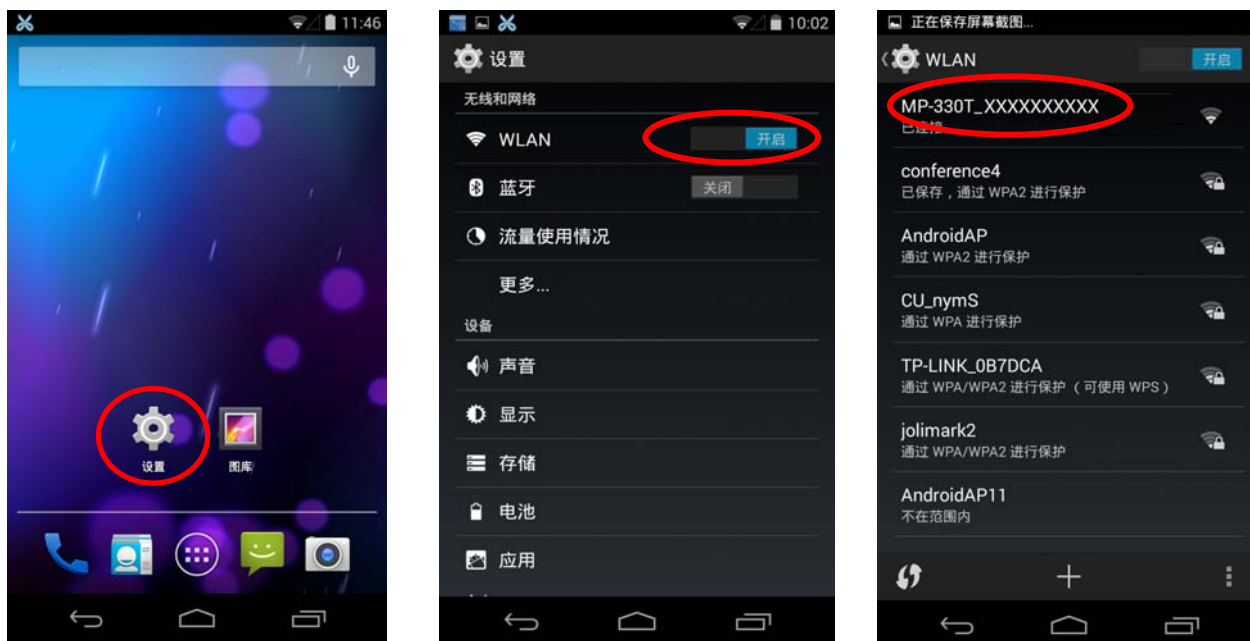 11:46
设置
图库
10:02
设置
无线和网络
WLAN
开启
蓝牙
关闭
流量使用情况
更多...
设备
声音
显示
存储
电池
应用
正在保存屏幕截图...
WLAN
开启
MP-330T_XXXXXXXXXX
已连接
conference4
已保存，通过 WPA2 进行保护
AndroidAP
通过 WPA2 进行保护
CU_nymS
通过 WPA 进行保护
TP-LINK_0B7DCA
通过 WPA/WPA2 进行保护 （可使用 WPS）
jolimark2
通过 WPA/WPA2 进行保护
AndroidAP11
不在范围内